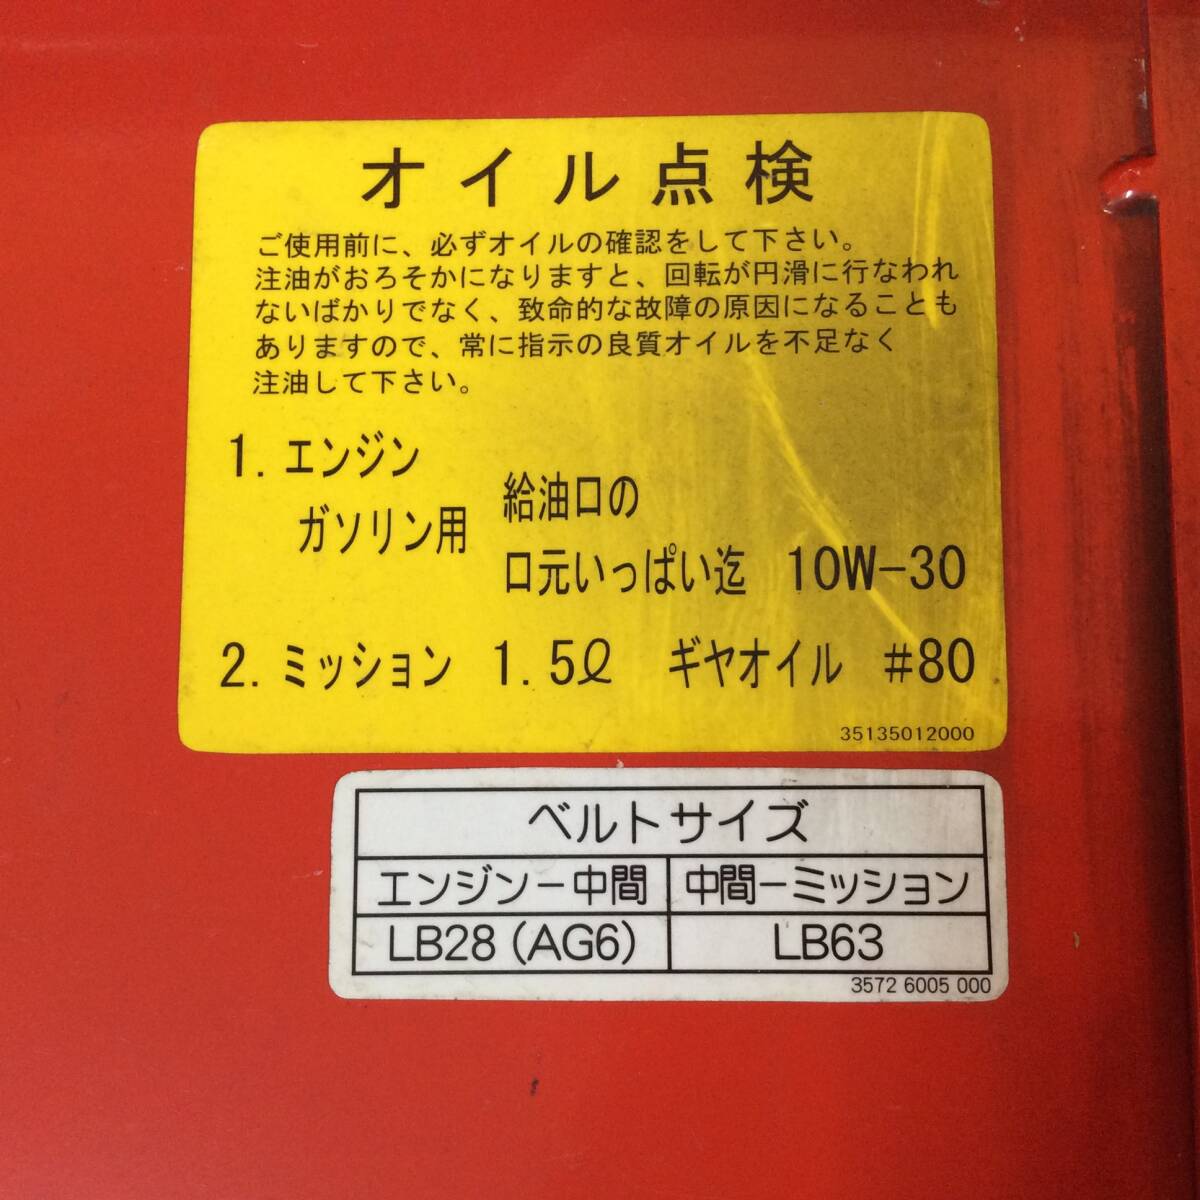 オイル点検
ご使用前に、必ずオイルの確認をして下さい。
注油がおろそかになりますと、回転が円滑に行なわれ
ないばかりでなく、致命的な故障の原因になることも
ありますので、常に指示の良質オイルを不足なく
注油して下さい。
1. エンジン
ガソリン用
給油口の
口元いっぱい迄 10W-30
2. ミッション 1.5ℓ ギヤオイル #80
35135012000
ベルトサイズ
エンジン－中間 中間－ミッション
LB28 (AG6) LB63
3572 6005 000